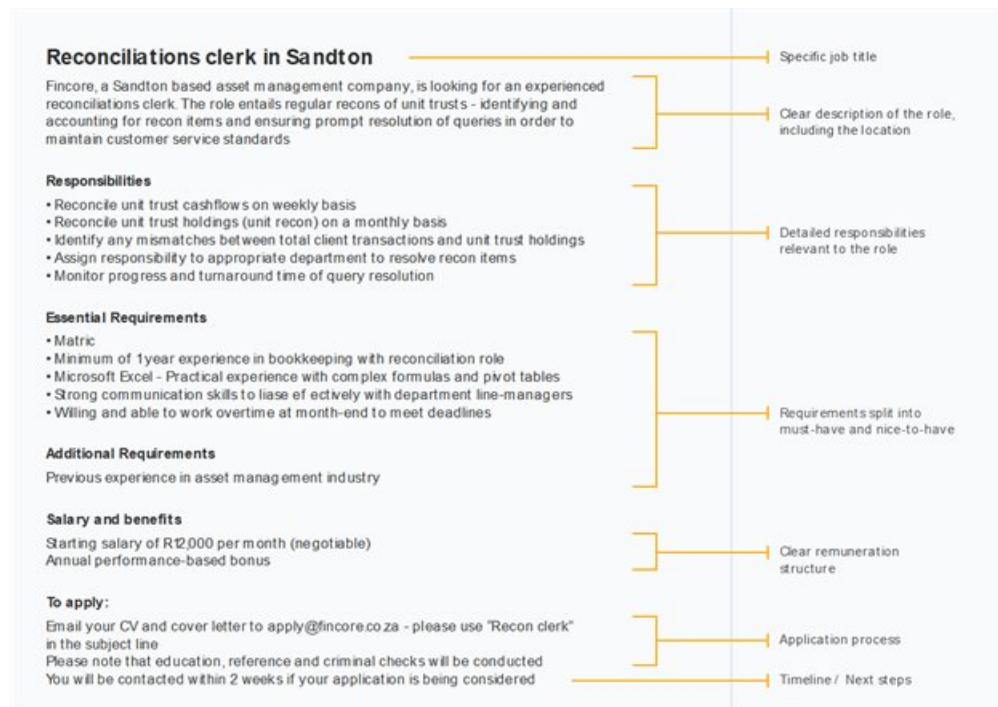 Reconciliations clerk in Sandton
Specific job title
Fincore, a Sandton based asset management company, is looking for an experienced
reconciliations clerk. The role entails regular recons of unit trusts - identifying and
accounting for recon items and ensuring prompt resolution of queries in order to
maintain customer service standards
Clear description of the role,
including the location
Responsibilities
• Reconcile unit trust cashflows on weekly basis
• Reconcile unit trust holdings (unit recon) on a monthly basis
• Identify any mismatches between total client transactions and unit trust holdings
• Assign responsibility to appropriate department to resolve recon items
• Monitor progress and turnaround time of query resolution
Detailed responsibilities
relevant to the role
Essential Requirements
• Matric
• Minimum of 1 year experience in bookkeeping with reconciliation role
• Microsoft Excel - Practical experience with complex formulas and pivot tables
• Strong communication skills to liase ef ectively with department line-managers
• Willing and able to work overtime at month-end to meet deadlines
Additional Requirements
Previous experience in asset management industry
Requirements split into
must-have and nice-to-have
Salary and benefits
Starting salary of R12,000 per month (negotiable)
Annual performance-based bonus
Clear remuneration
structure
To apply:
Email your CV and cover letter to apply@fincore.co.za - please use "Recon clerk"
in the subject line
Please note that education, reference and criminal checks will be conducted
Application process
You will be contacted within 2 weeks if your application is being considered
Timeline / Next steps